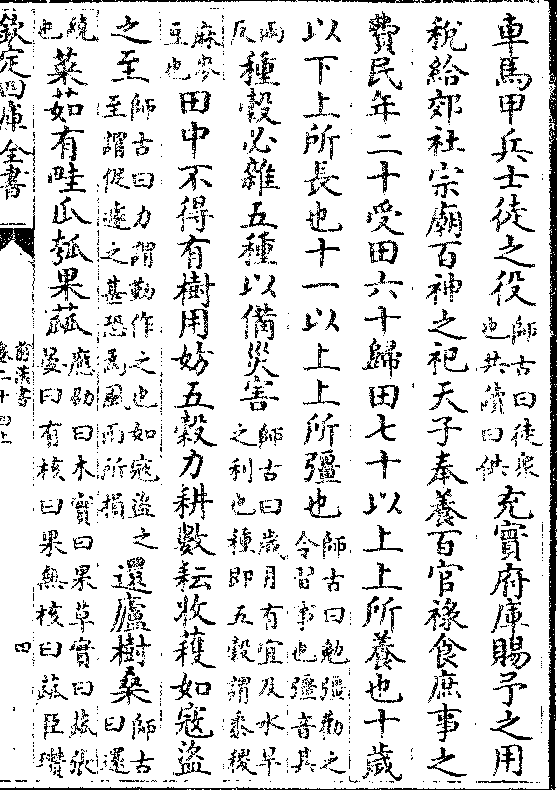 車馬甲兵士徒之役師古曰徒衆也共讀曰供充實府庫賜予之用
稅給郊社宗廟百神之祀天子奉養百官祿食庶事之
費民年二十受田六十歸田七十以上上所養也十歲
以下上所長也十一以上上所彊也師古曰勉彊勸之令習事也彊音其
兩反種穀必雜五種以備災害師古曰歲月有宜及水旱之利也種即五穀謂黍稷
麻麥豆也田中不得有樹用妨五穀力耕數耘收穫如寇盜
之至師古曰力謂勤作之也如寇盜之至謂促遽之甚恐為風雨所損還廬樹桑師古曰還
繞也菜茹有畦瓜瓠果蓏應劭曰木實曰果草實曰蓏張晏曰有核曰果無核曰蓏臣瓚
欽定四庫全書
前漢書
卷二十四上
四